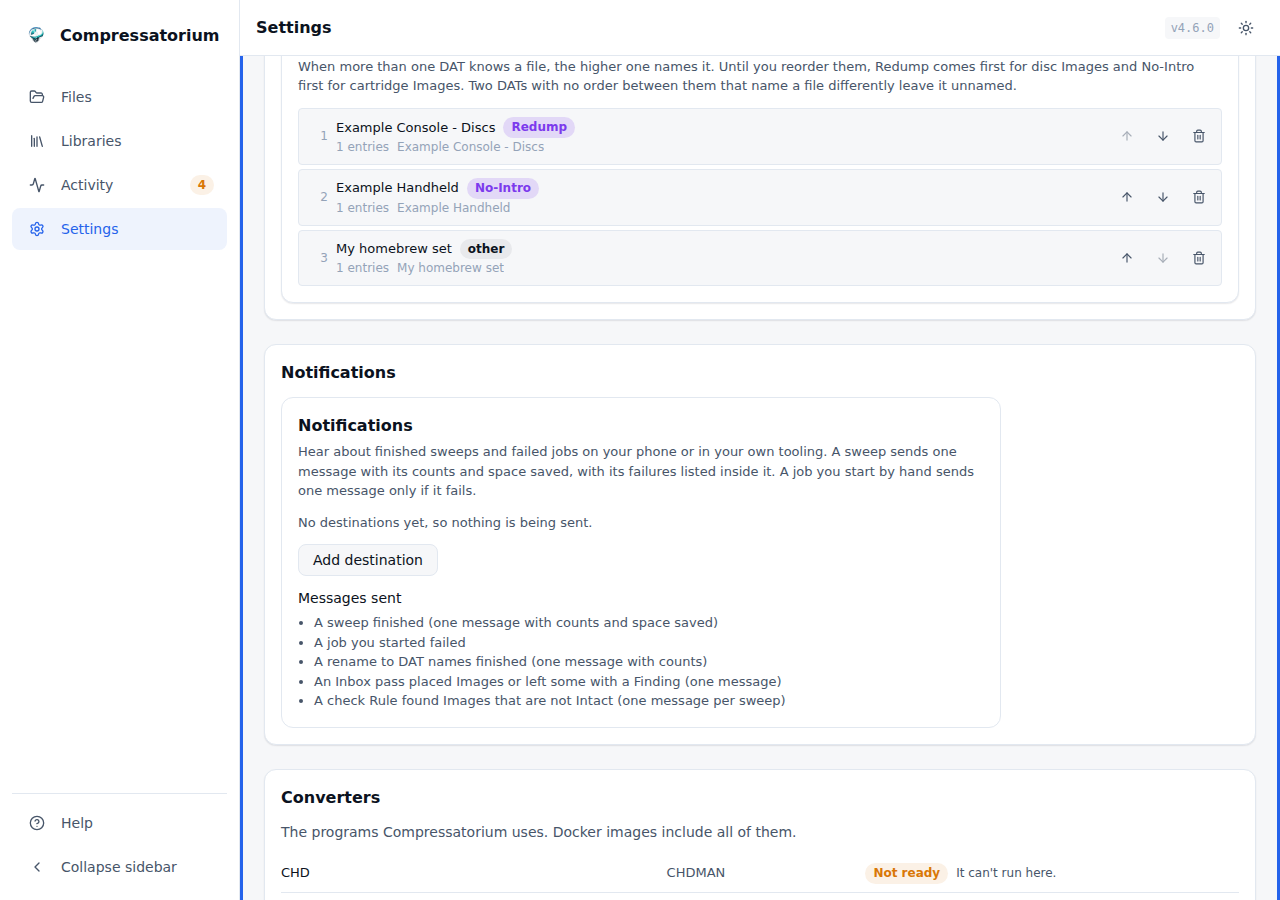 Compressatorium
Settings
v4.6.0
Files
Libraries
Activity
4
Settings
Help
Collapse sidebar
When more than one DAT knows a file, the higher one names it. Until you reorder them, Redump comes first for disc Images and No-Intro
first for cartridge Images. Two DATs with no order between them that name a file differently leave it unnamed.
1
Example Console - Discs Redump
1 entries Example Console - Discs
2
Example Handheld No-Intro
1 entries Example Handheld
3
My homebrew set other
1 entries My homebrew set
Notifications
Notifications
Hear about finished sweeps and failed jobs on your phone or in your own tooling. A sweep sends one
message with its counts and space saved, with its failures listed inside it. A job you start by hand sends
one message only if it fails.
No destinations yet, so nothing is being sent.
Add destination
Messages sent
• A sweep finished (one message with counts and space saved)
• A job you started failed
• A rename to DAT names finished (one message with counts)
• An Inbox pass placed Images or left some with a Finding (one message)
• A check Rule found Images that are not Intact (one message per sweep)
Converters
The programs Compressatorium uses. Docker images include all of them.
CHD CHDMAN Not ready It can't run here.